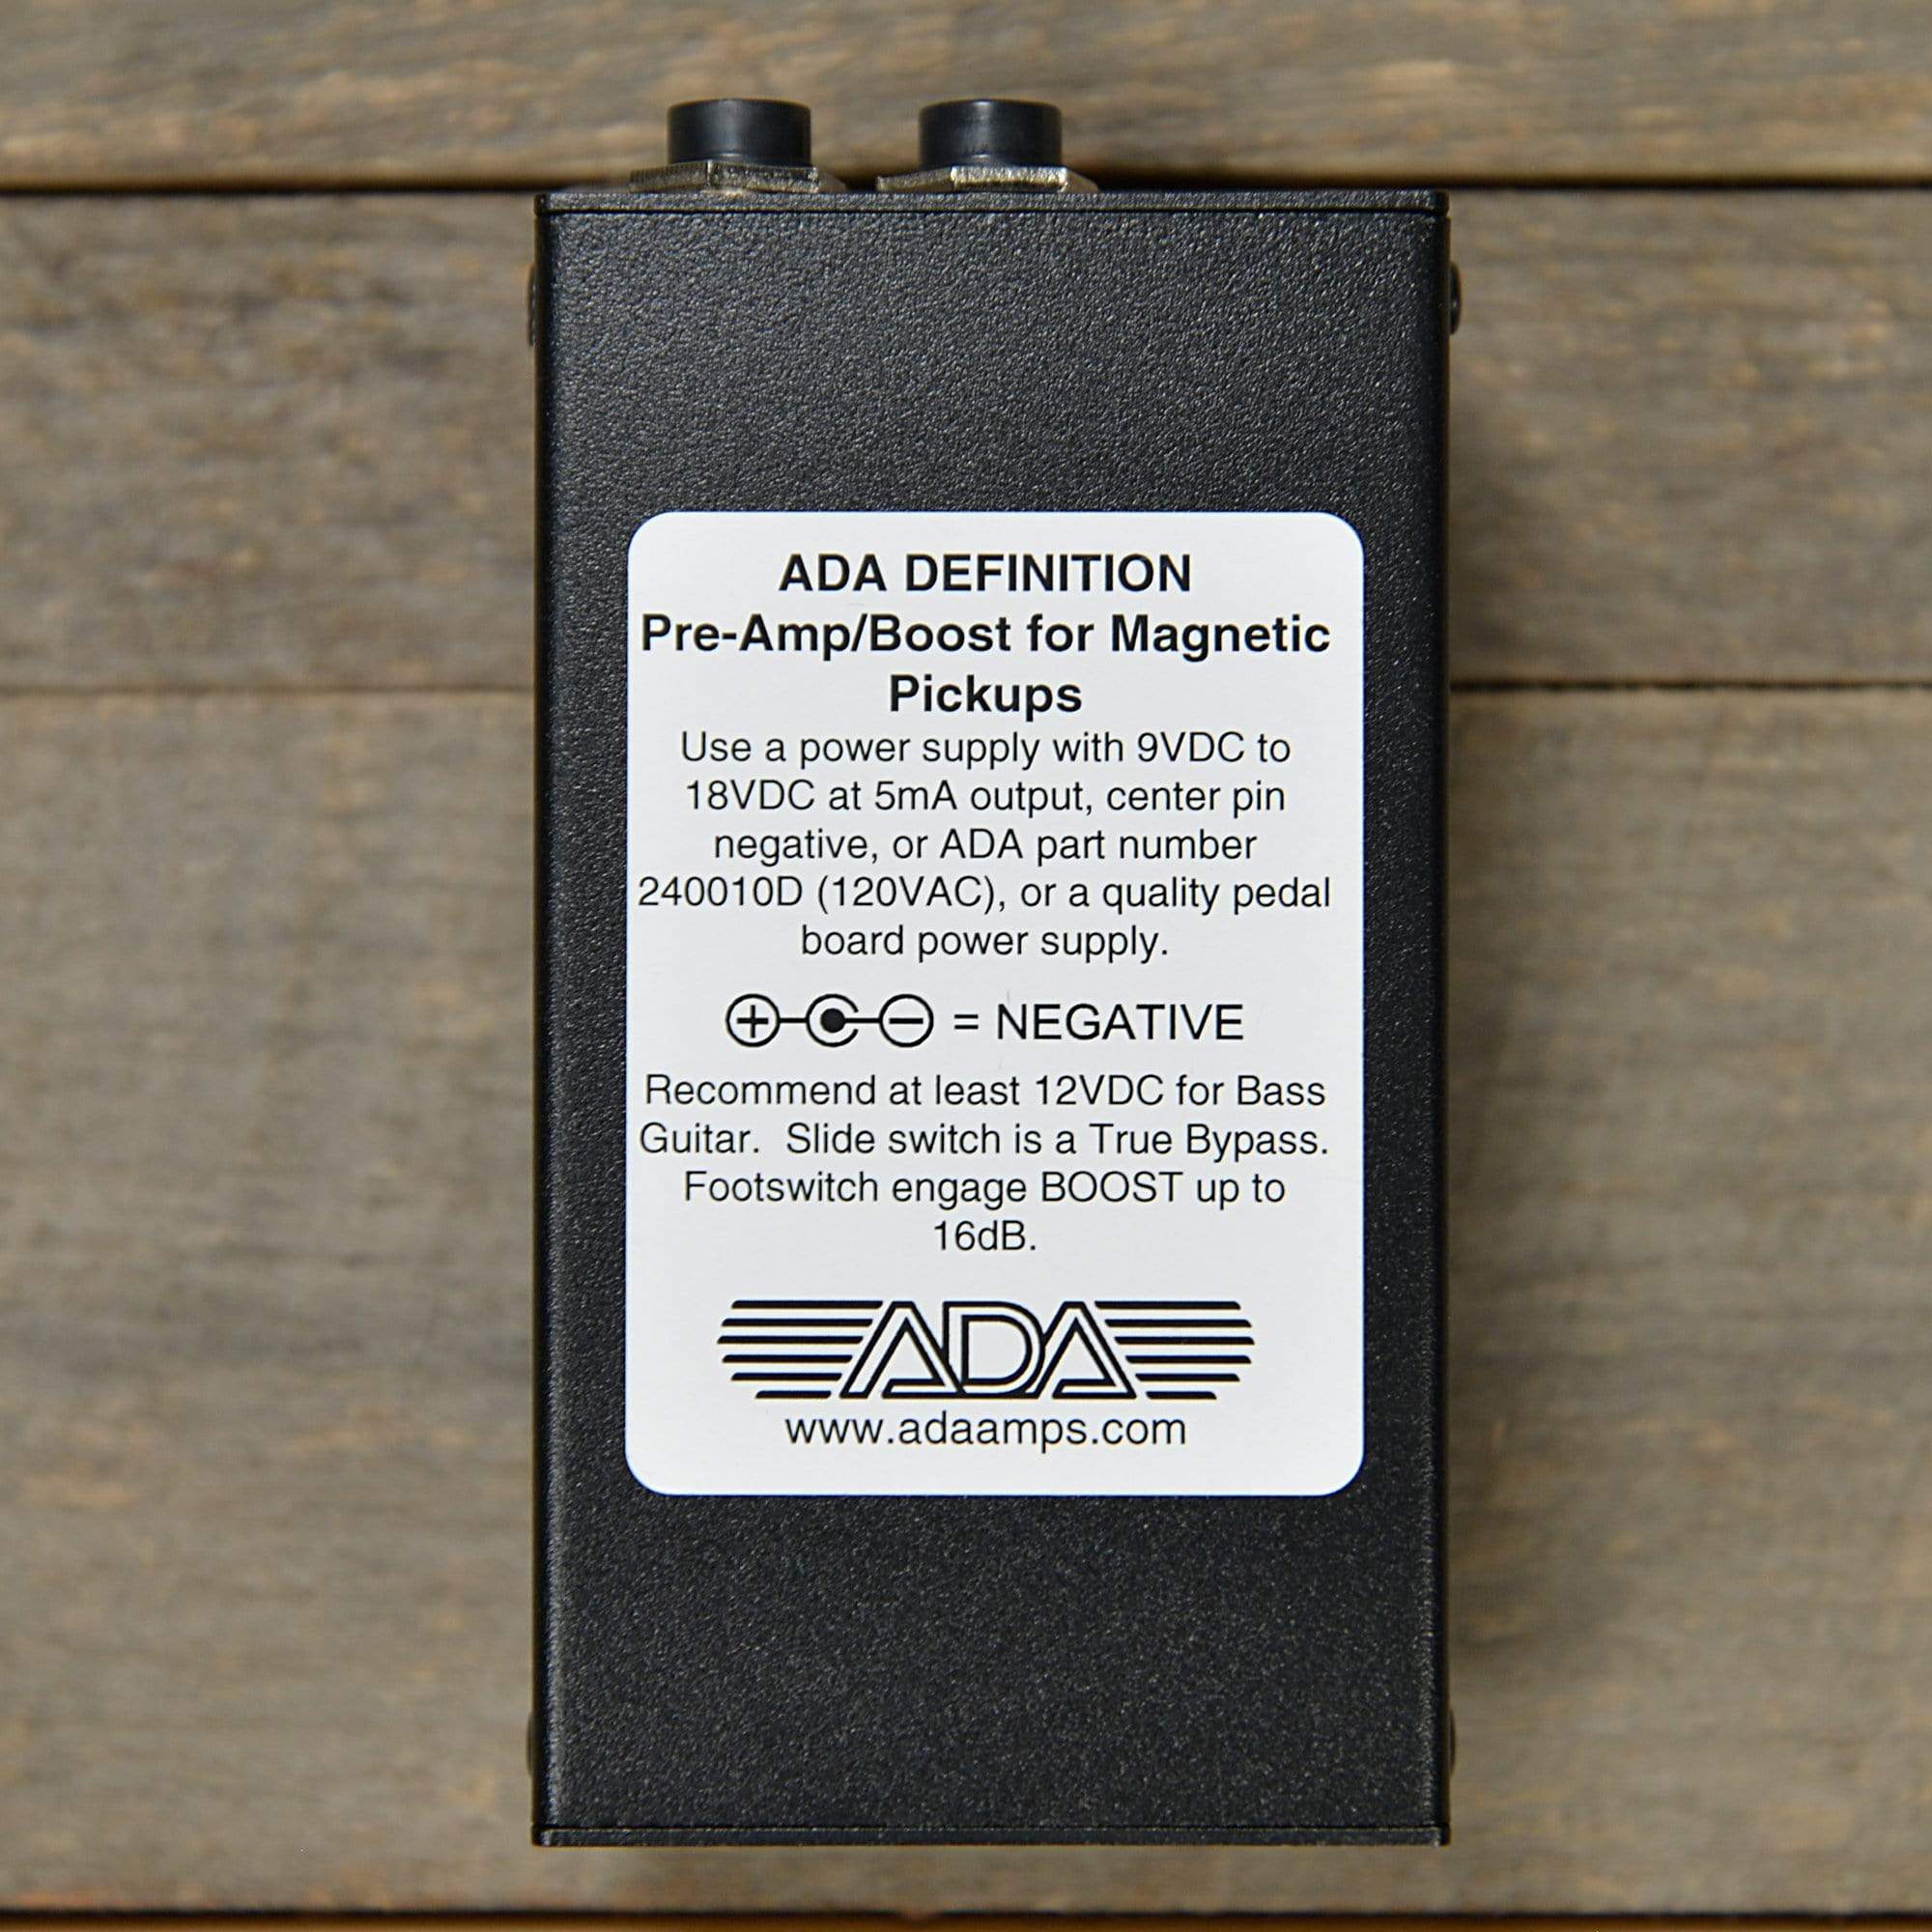 ADA DEFINITION
Pre-Amp/Boost for Magnetic
Pickups
Use a power supply with 9VDC to
18VDC at 5mA output, center pin
negative, or ADA part number
240010D (120VAC), or a quality pedal
board power supply.
= NEGATIVE
Recommend at least 12VDC for Bass
Guitar.  Slide switch is a True Bypass.
Footswitch engage BOOST up to
16dB.
ADA
www.adaamps.com